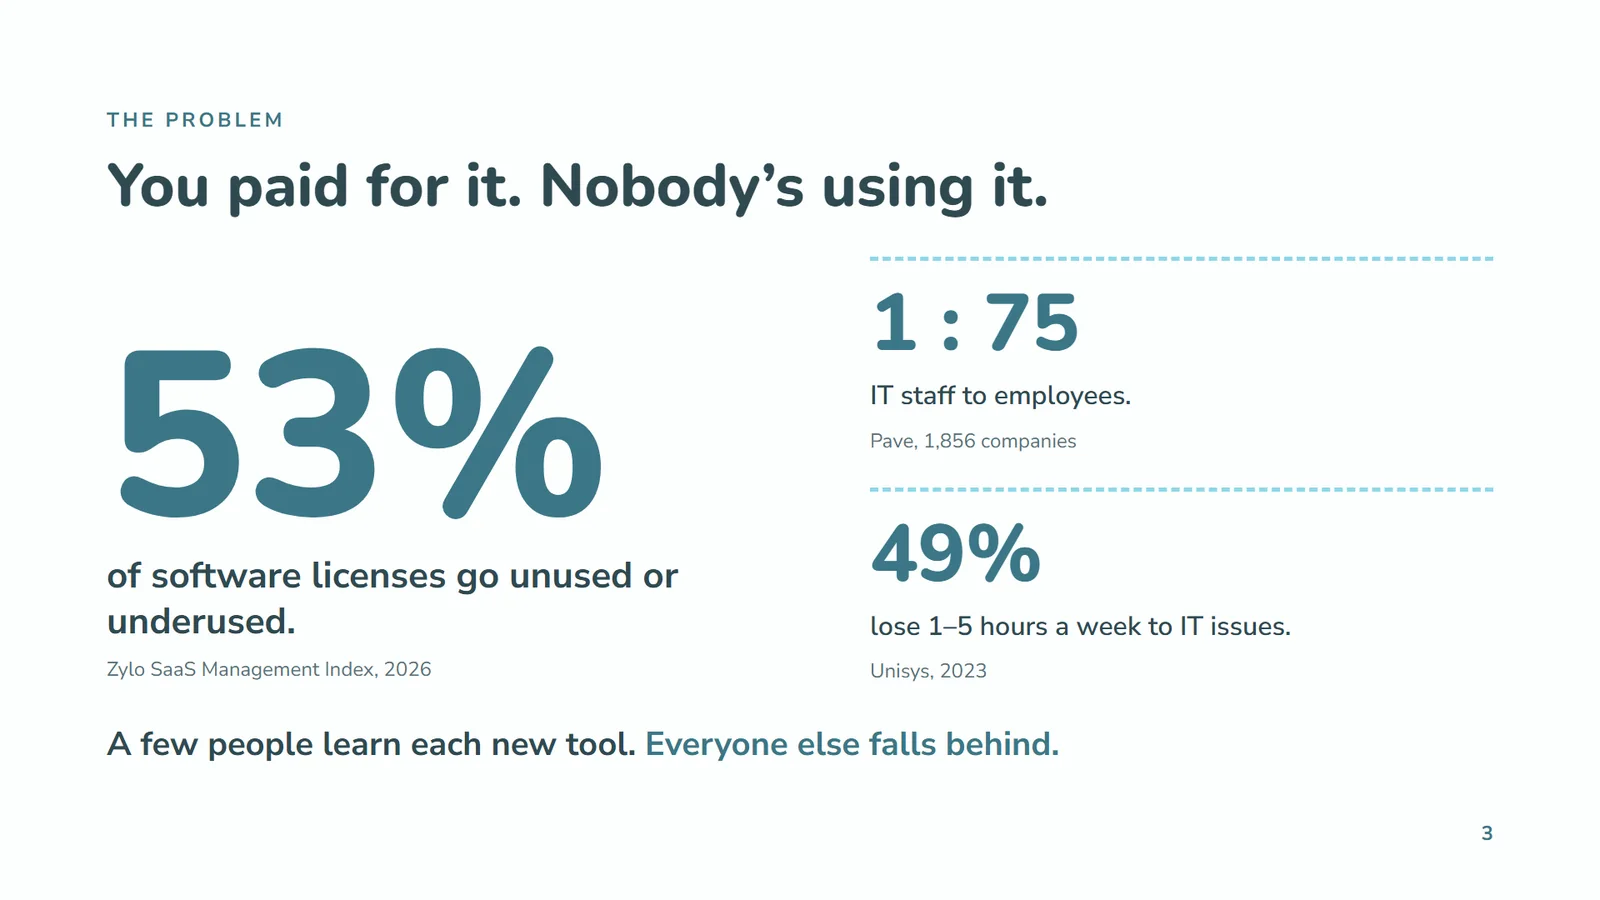 THE PROBLEM
You paid for it. Nobody’s using it.
53%
of software licenses go unused or
underused.
Zylo SaaS Management Index, 2026
1 : 75
IT staff to employees.
Pave, 1,856 companies
49%
lose 1–5 hours a week to IT issues.
Unisys, 2023
A few people learn each new tool. Everyone else falls behind.
3